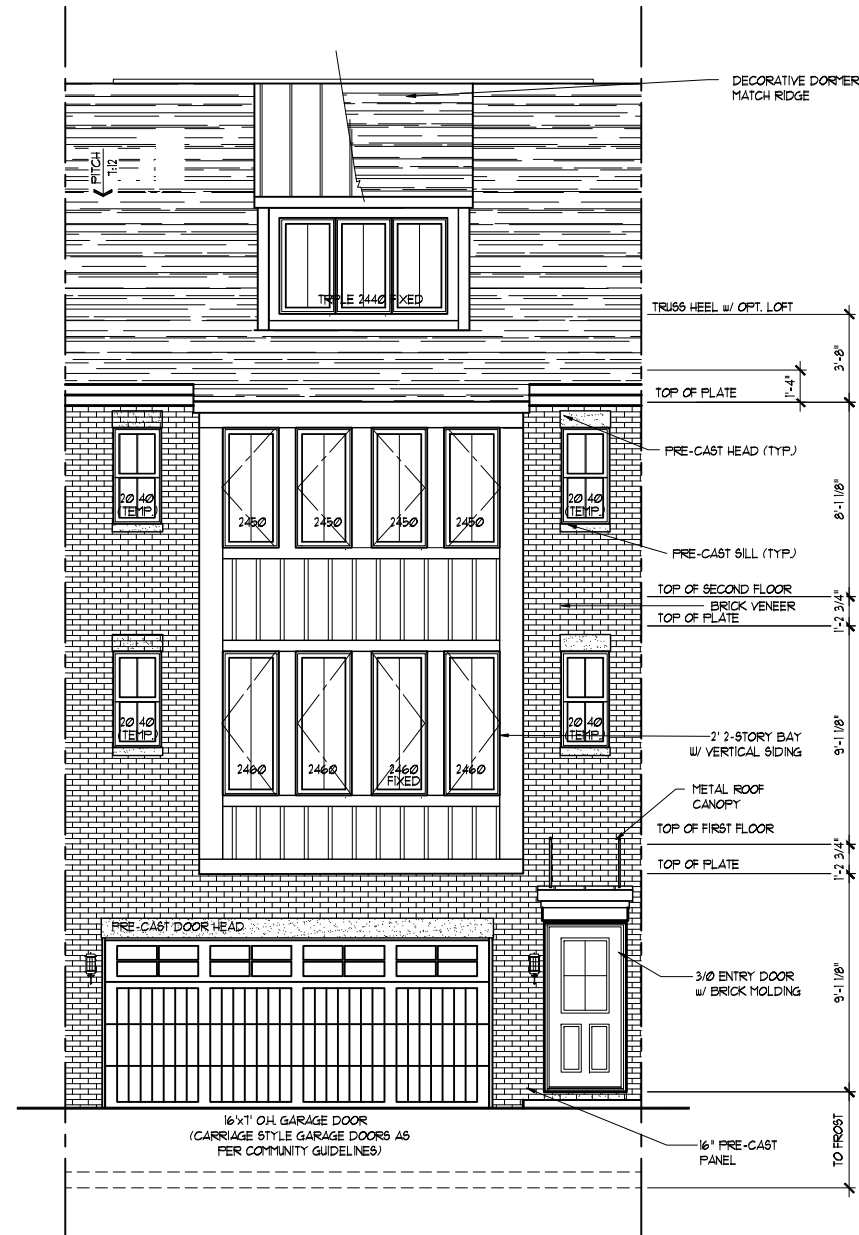 DECORATIVE DORMER
MATCH RIDGE
PITCH
7:12
TRIPLE 2440 FIXED
TRUSS HEEL w/ OPT. LOFT
3'-8"
1'-4"
TOP OF PLATE
PRE-CAST HEAD (TYP.)
20 40
(TEMP.)
2450
2450
2450
2450
20 40
(TEMP.)
8'-1 1/8"
PRE-CAST SILL (TYP.)
TOP OF SECOND FLOOR
BRICK VENEER
TOP OF PLATE
1'-2 3/4"
20 40
(TEMP.)
2460
2460
2460
FIXED
2460
20 40
(TEMP.)
2' 2-STORY BAY
W/ VERTICAL SIDING
9'-1 1/8"
METAL ROOF
CANOPY
TOP OF FIRST FLOOR
TOP OF PLATE
1'-2 3/4"
PRE-CAST DOOR HEAD
3/0 ENTRY DOOR
w/ BRICK MOLDING
9'-1 1/8"
16'x7' O.H. GARAGE DOOR
(CARRIAGE STYLE GARAGE DOORS AS
PER COMMUNITY GUIDELINES)
16" PRE-CAST
PANEL
TO FROST